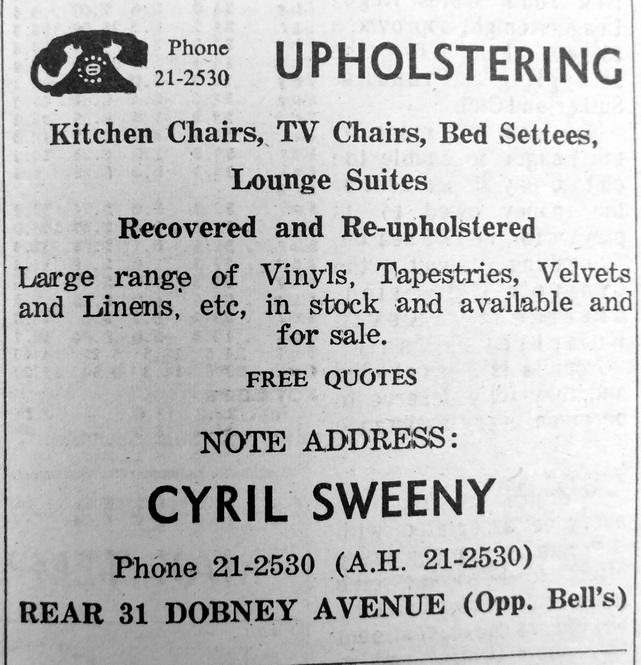 Phone
21-2530
UPHOLSTERING
Kitchen Chairs, TV Chairs, Bed Settees,
Lounge Suites
Recovered and Re-upholstered
Large range of Vinyls, Tapestries, Velvets
and Linens, etc, in stock and available and
for sale.
FREE QUOTES
NOTE ADDRESS:
CYRIL SWEENY
Phone 21-2530 (A.H. 21-2530)
REAR 31 DOBNEY AVENUE (Opp. Bell's)